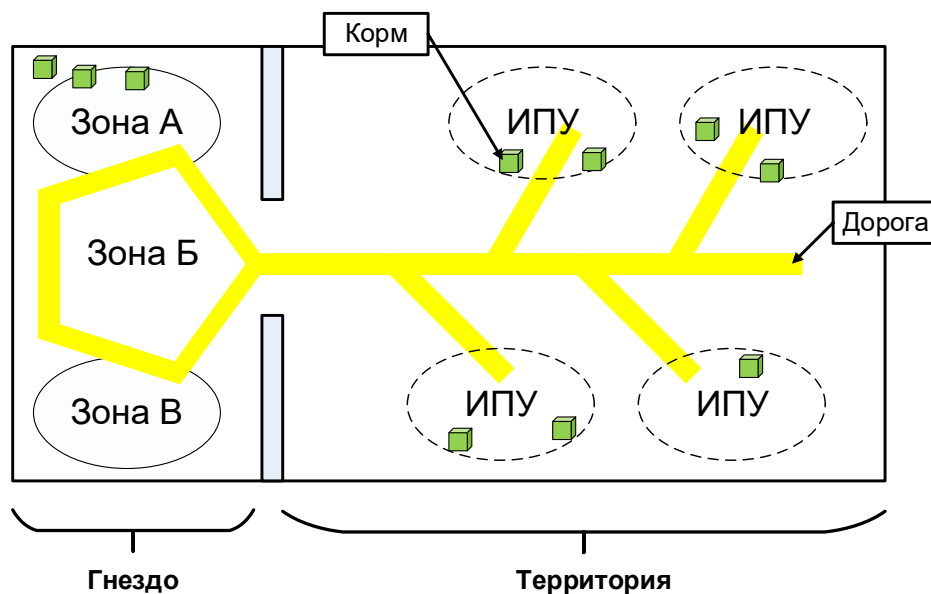 Корм
Зона А
ИПУ
ИПУ
Дорога
Зона Б
Зона В
ИПУ
ИПУ
Гнездо
Территория